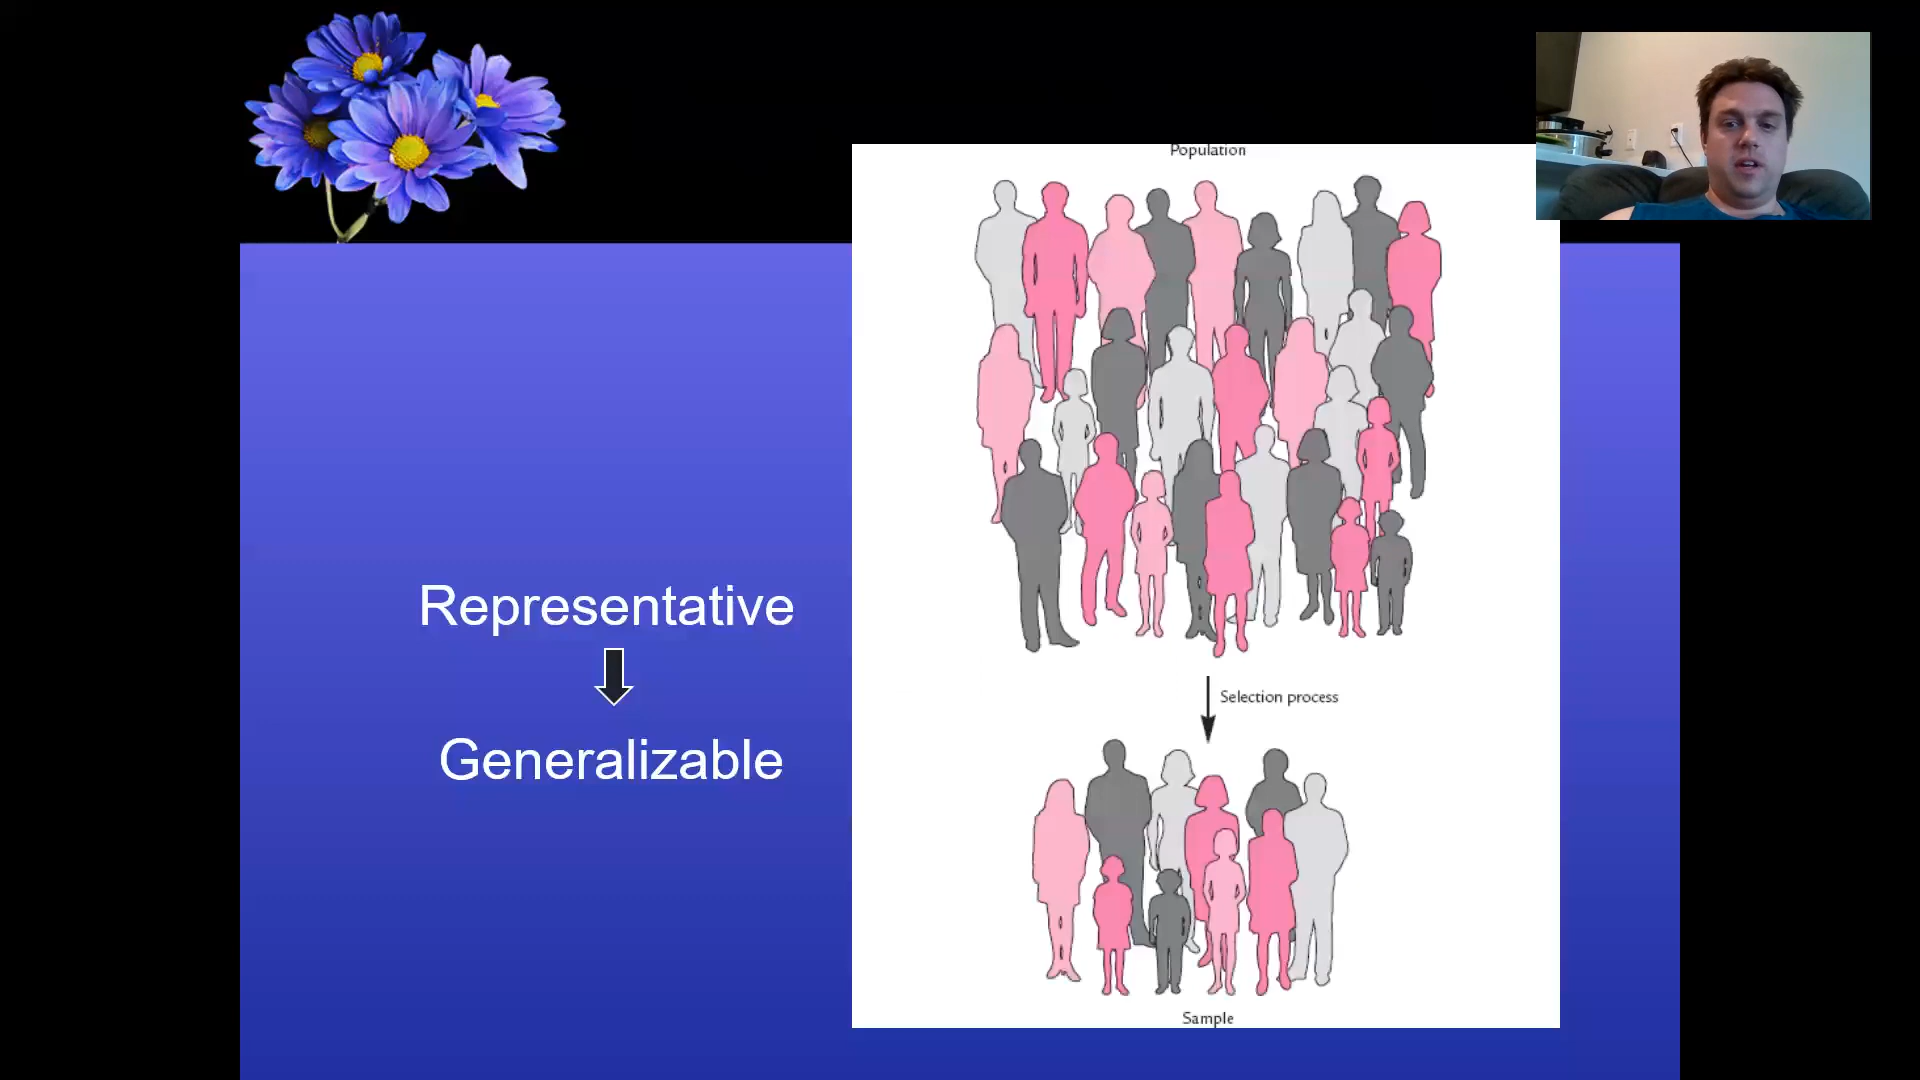 Population
Representative
Selection process
Generalizable
Sample